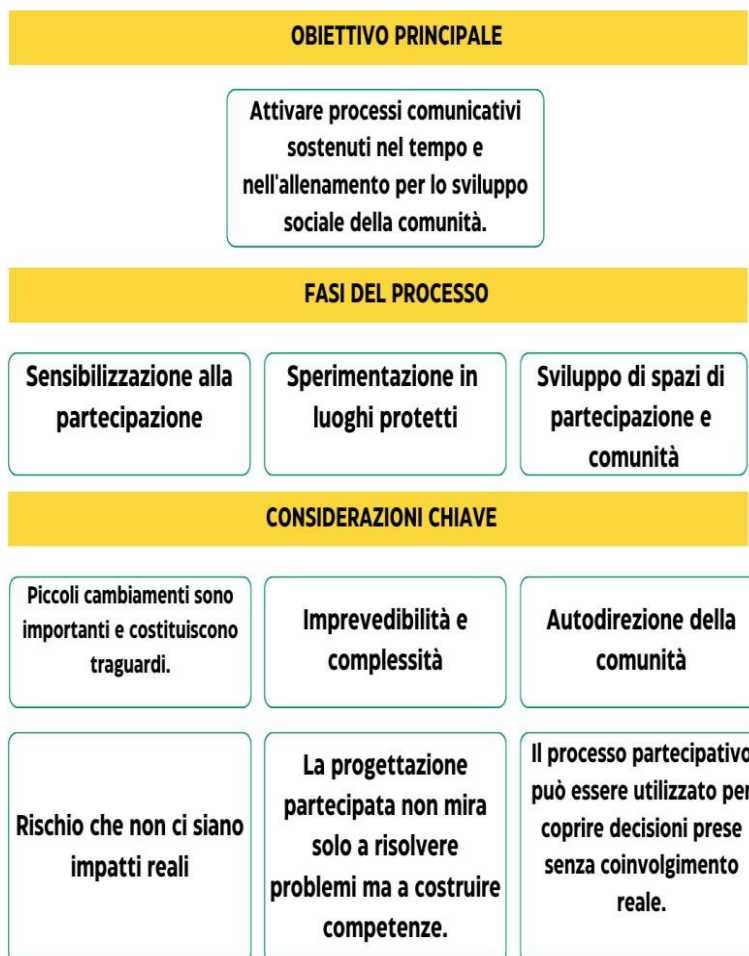 OBIETTIVO PRINCIPALE
Attivare processi comunicativi
sostenuti nel tempo e
nell'allenamento per lo sviluppo
sociale della comunità.
FASI DEL PROCESSO
Sensibilizzazione alla
partecipazione
Sperimentazione in
luoghi protetti
Sviluppo di spazi di
partecipazione e
comunità
CONSIDERAZIONI CHIAVE
Piccoli cambiamenti sono
importanti e costituiscono
traguardi.
Imprevedibilità e
complessità
Autodirezione della
comunità
Rischio che non ci siano
impatti reali
La progettazione
partecipata non mira
solo a risolvere
problemi ma a costruire
competenze.
Il processo partecipativo
può essere utilizzato per
coprire decisioni prese
senza coinvolgimento
reale.